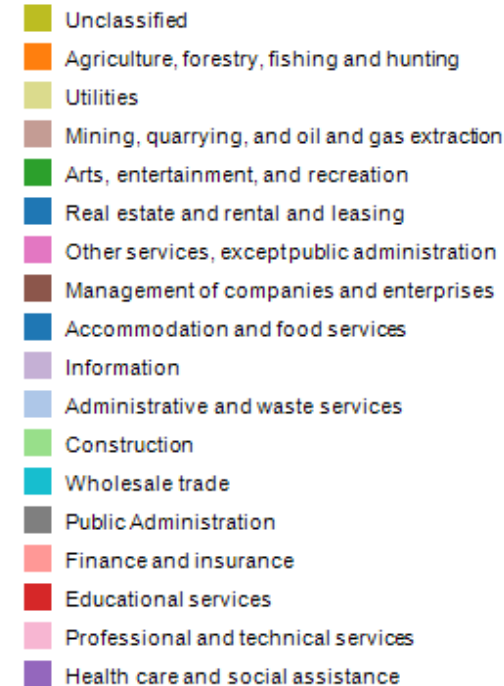 Unclassified
Agriculture, forestry, fishing and hunting
Utilities
Mining, quarrying, and oil and gas extraction
Arts, entertainment, and recreation
Real estate and rental and leasing
Other services, except public administration
Management of companies and enterprises
Accommodation and food services
Information
Administrative and waste services
Construction
Wholesale trade
Public Administration
Finance and insurance
Educational services
Professional and technical services
Health care and social assistance